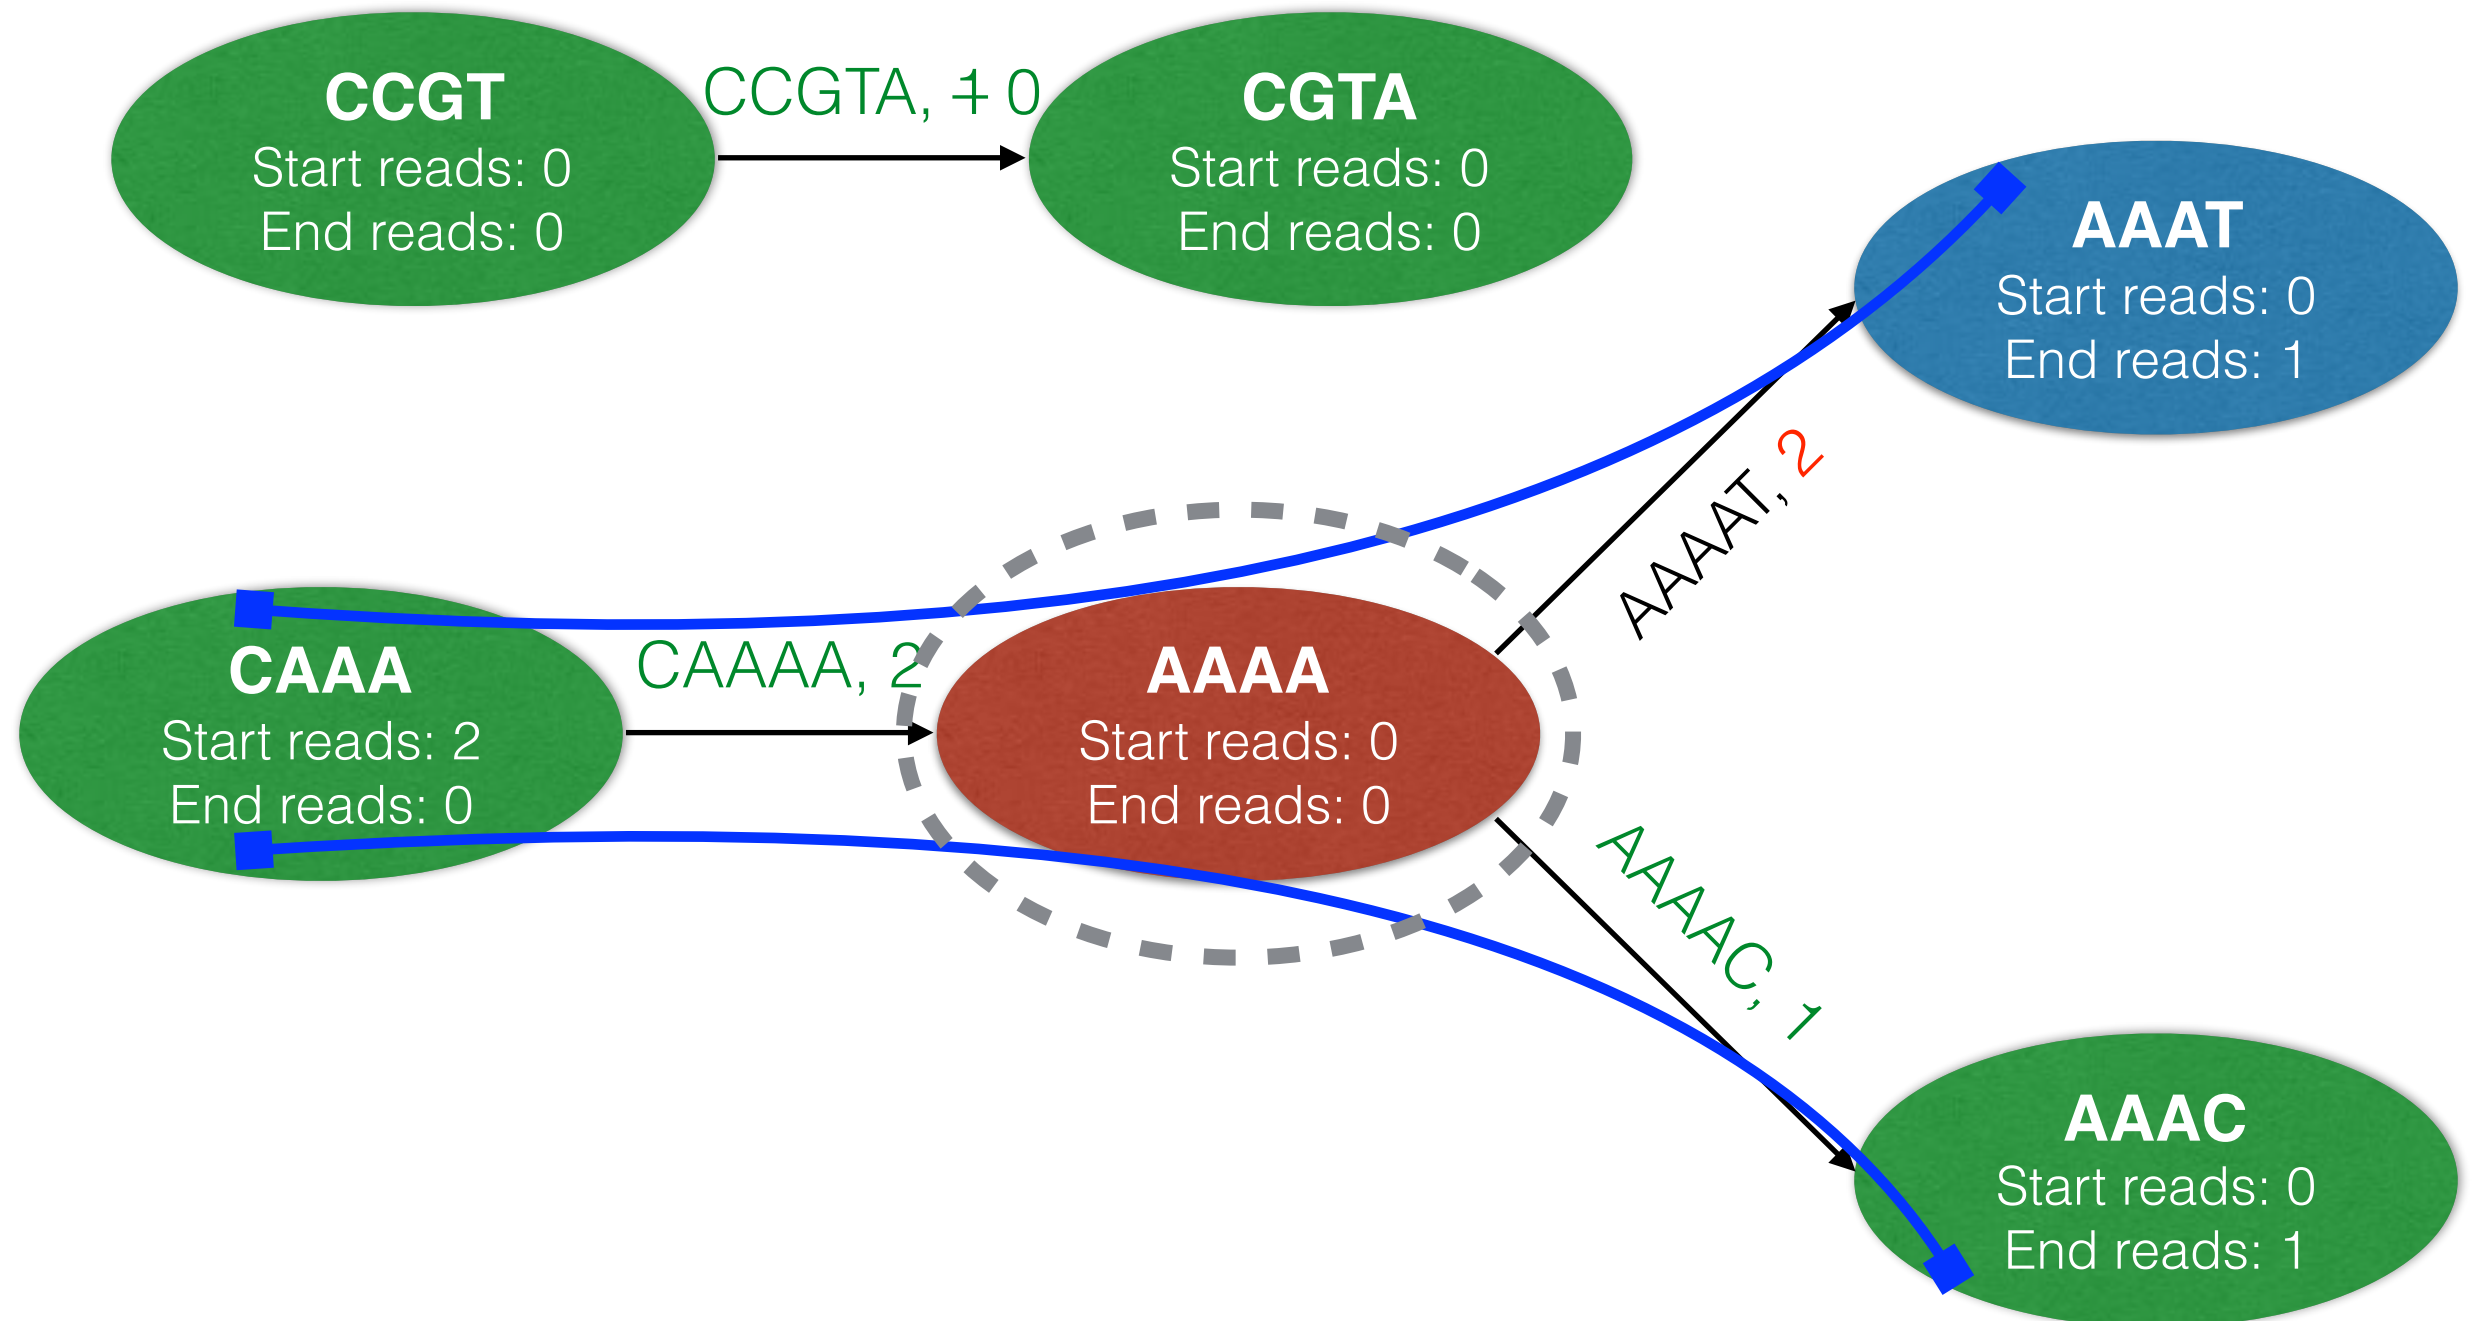 CCGT
Start reads: 0
End reads: 0
CCGTA, 1 0
CGTA
Start reads: 0
End reads: 0
AAAT
Start reads: 0
End reads: 1
AAAAT, 2
CAAA
Start reads: 2
End reads: 0
CAAAA, 2
AAAA
Start reads: 0
End reads: 0
AAAAC, 1
AAAC
Start reads: 0
End reads: 1